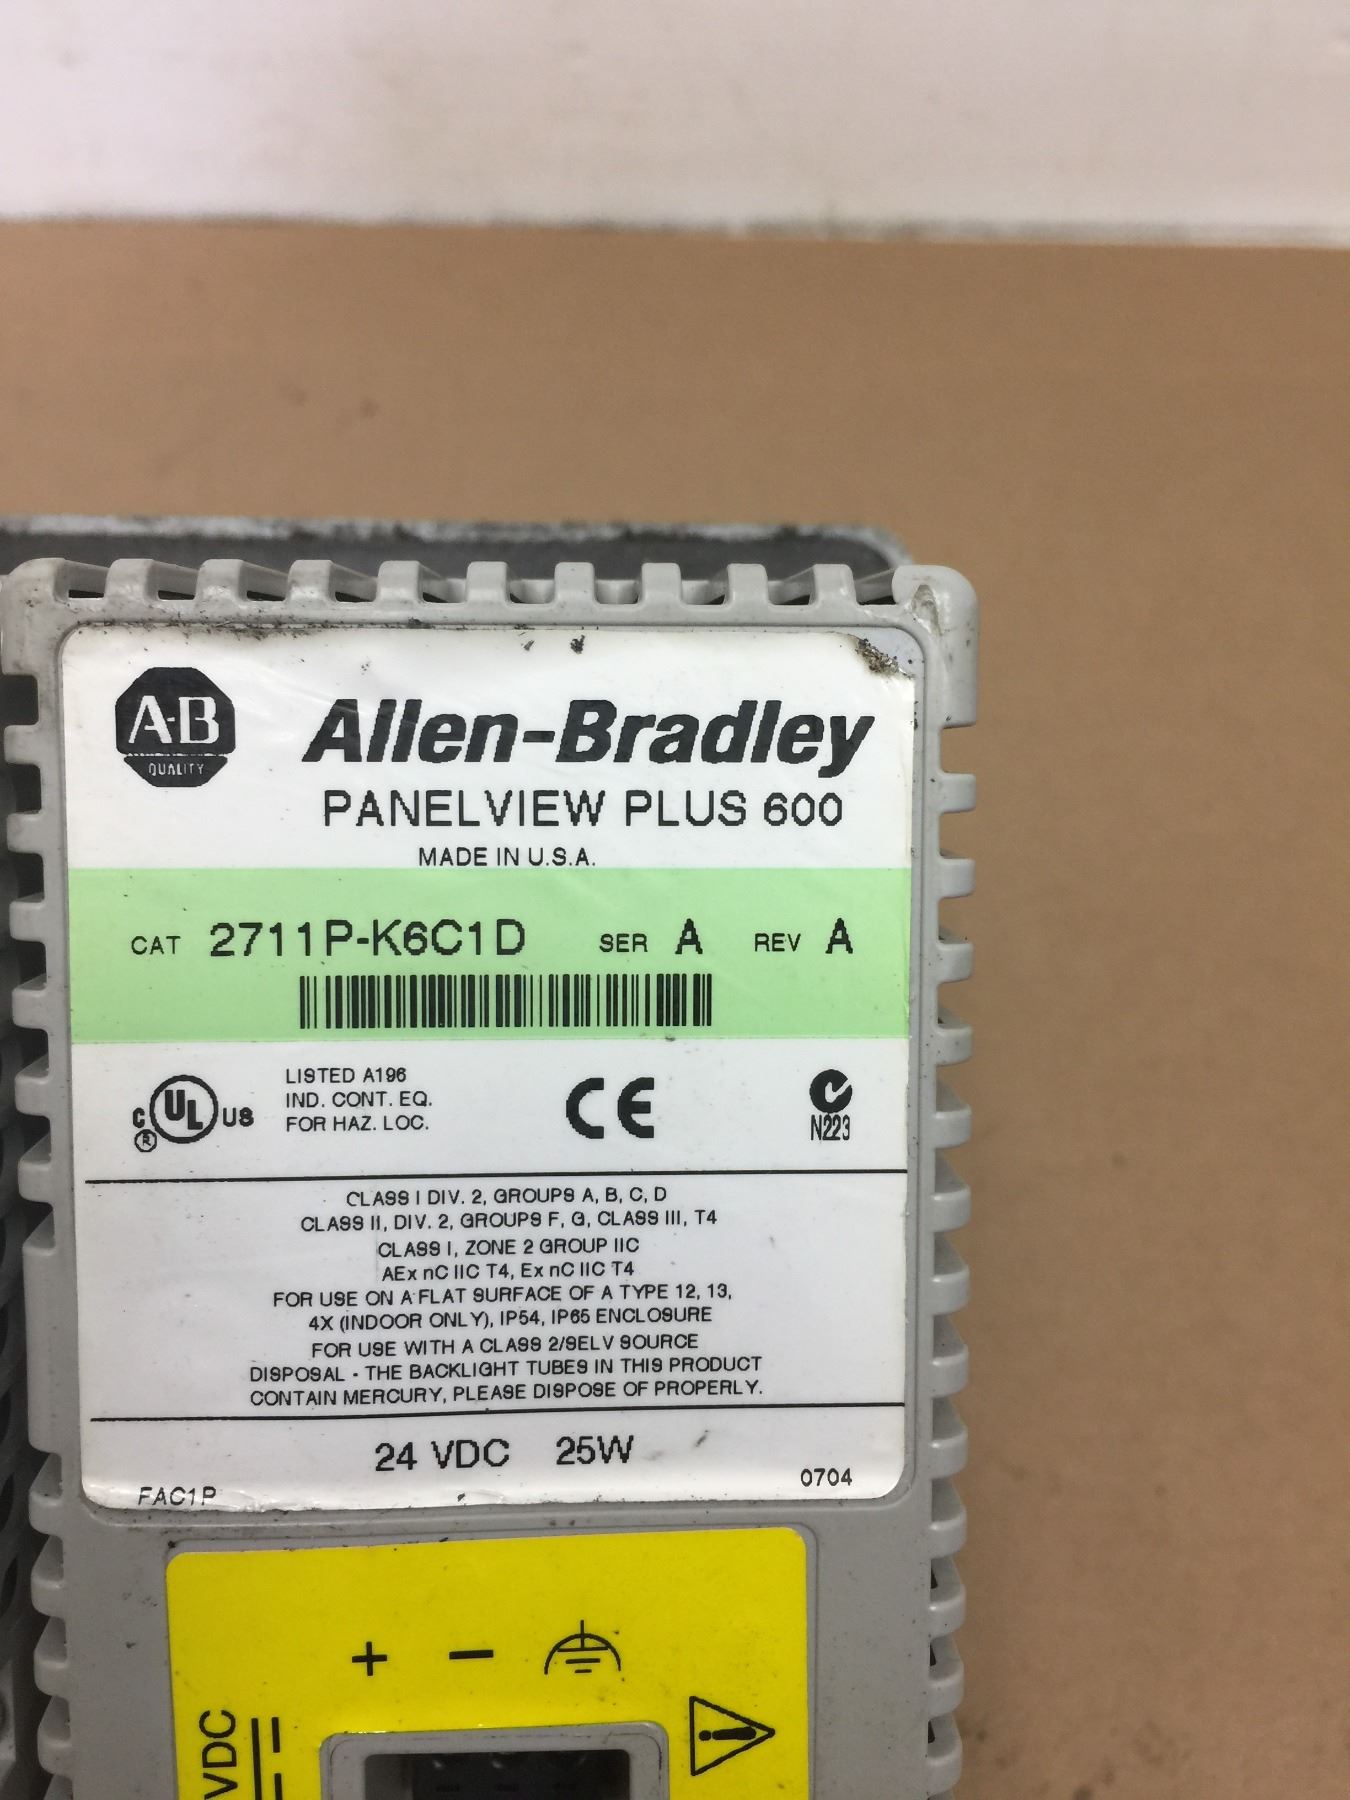 A-B
QUALITY
Allen-Bradley
PANELVIEW PLUS 600
MADE IN U.S.A.
CAT 2711P-K6C1D SER A REV A
C UL US
®
LISTED A196
IND. CONT. EQ.
FOR HAZ. LOC.
CE
N223
CLASS I DIV. 2, GROUPS A, B, C, D
CLASS II, DIV. 2, GROUPS F, G, CLASS III, T4
CLASS I, ZONE 2 GROUP IIC
AEx nC IIC T4, Ex nC IIC T4
FOR USE ON A FLAT SURFACE OF A TYPE 12, 13,
4X (INDOOR ONLY), IP54, IP65 ENCLOSURE
FOR USE WITH A CLASS 2/SELV SOURCE
DISPOSAL - THE BACKLIGHT TUBES IN THIS PRODUCT
CONTAIN MERCURY, PLEASE DISPOSE OF PROPERLY.
24 VDC 25W
FAC1P
0704
+ -
VDC
!